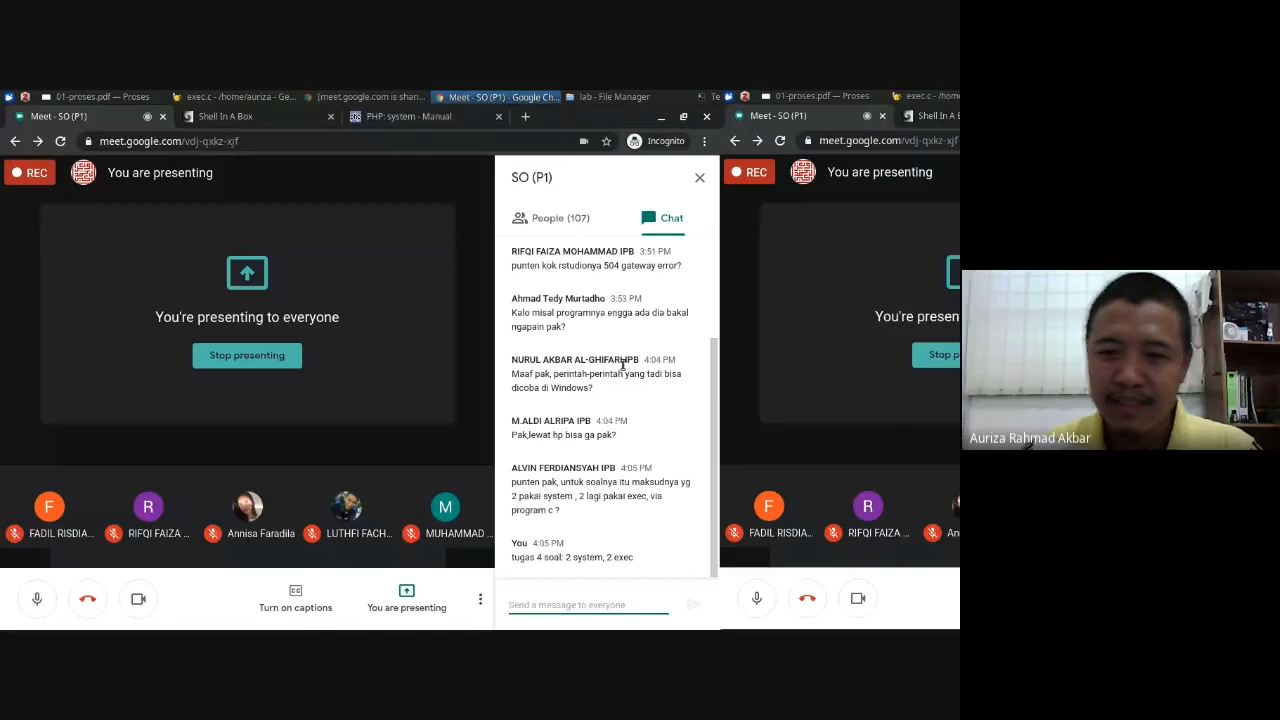 01-proses.pdf — Proses
exec.c - /home/auriza - Ge...
[meet.google.com is shari...
Meet - SO (P1) - Google Ch...
lab - File Manager
Te
01-proses.pdf — Proses
exec.c - /hom
Meet - SO (P1)
Shell In A Box
PHP: system - Manual
Meet - SO (P1)
Shell In A
meet.google.com/vdj-qxkz-xjf
Incognito
meet.google.com/vdj-qxkz-xjf
REC
You are presenting
SO (P1)
REC
You are presenting
People (107)
Chat
RIFQI FAIZA MOHAMMAD IPB 3:51 PM
punten kok rstudionya 504 gateway error?
Ahmad Tedy Murtadho 3:53 PM
Kalo misal programnya engga ada dia bakal
ngapain pak?
You're presenting to everyone
You're prese
Stop presenting
Stop p
NURUL AKBAR AL-GHIFARI IPB 4:04 PM
Maaf pak, perintah-perintah yang tadi bisa
dicoba di Windows?
M.ALDI ALRIPA IPB 4:04 PM
Pak,lewat hp bisa ga pak?
ALVIN FERDIANSYAH IPB 4:05 PM
punten pak, untuk soalnya itu maksudnya yg
2 pakai system , 2 lagi pakai exec, via
program c ?
You 4:05 PM
tugas 4 soal: 2 system, 2 exec
F
R
M
F
R
FADIL RISDIA...
RIFQI FAIZA ...
Annisa Faradila
LUTHFI FACH...
MUHAMMAD ...
FADIL RISDIA...
RIFQI FAIZA ...
An
Turn on captions
You are presenting
Send a message to everyone
Auriza Rahmad Akbar